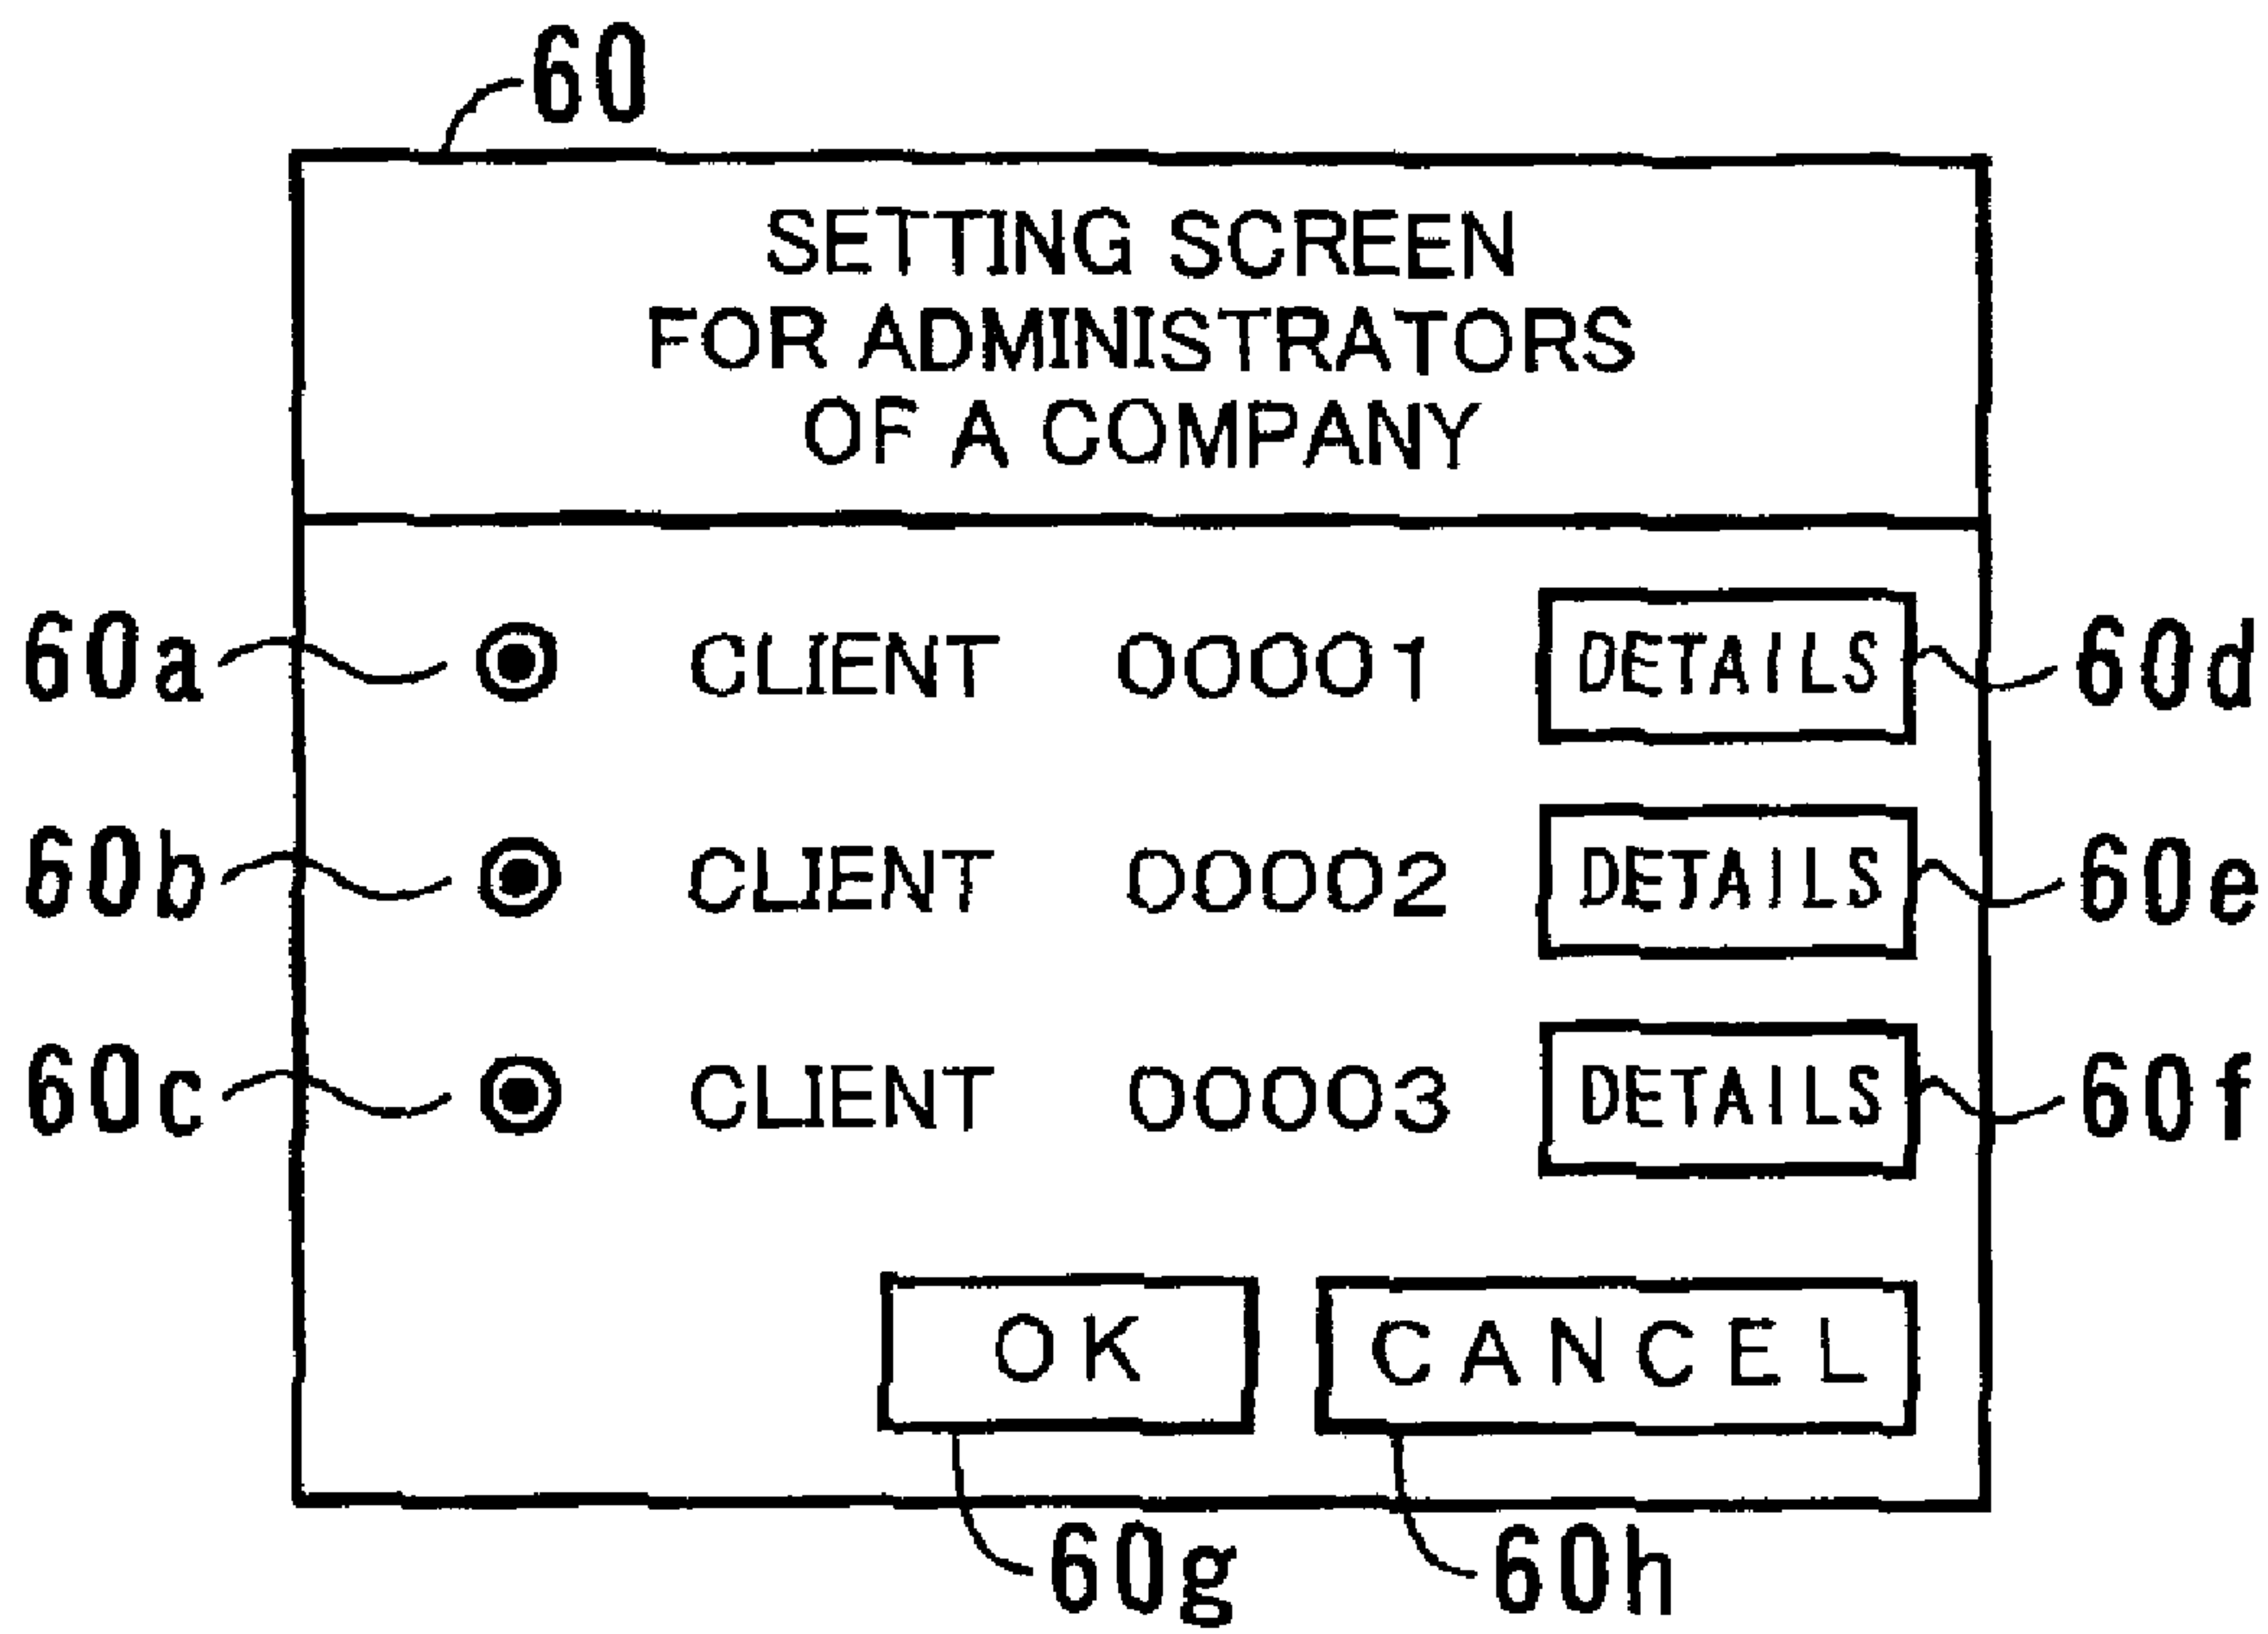 60
SETTING SCREEN
FOR ADMINISTRATORS
OF A COMPANY
60a CLIENT 00001 DETAILS 60d
60b CLIENT 00002 DETAILS 60e
60c CLIENT 00003 DETAILS 60f
OK CANCEL
60g 60h